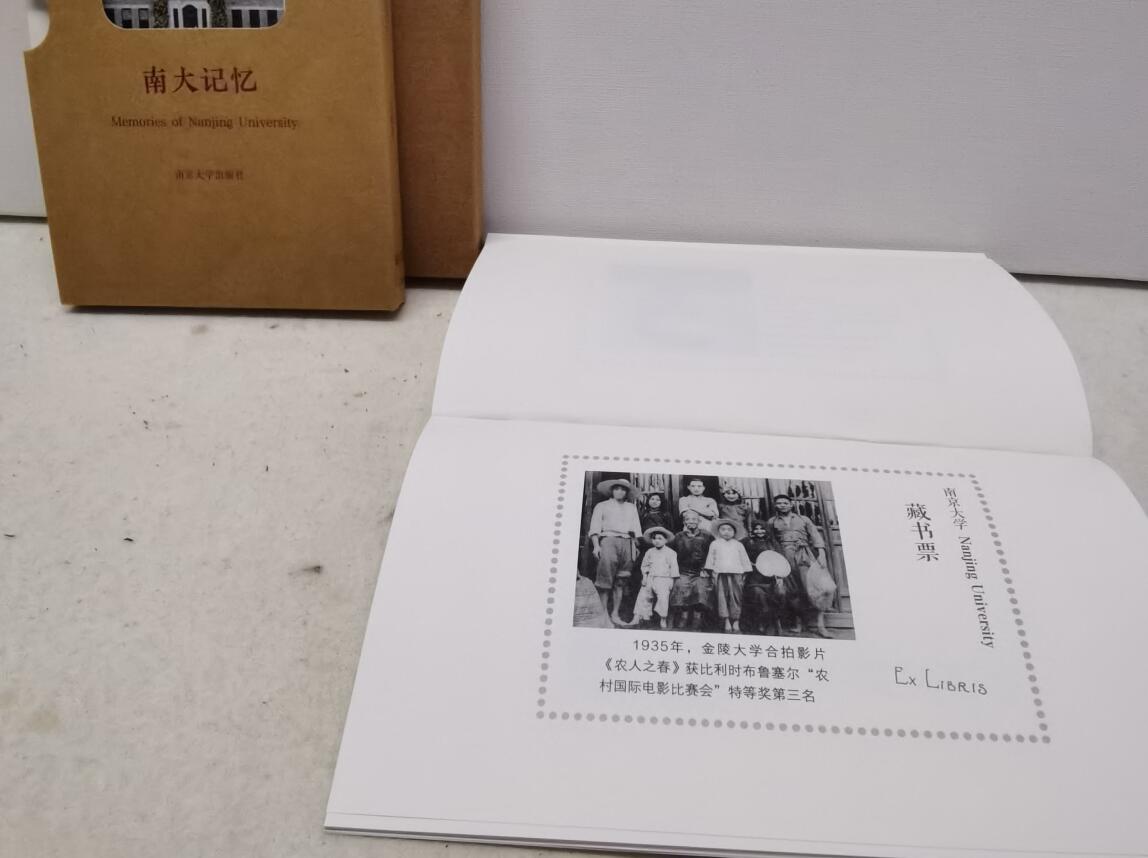 南大记忆
Memories of Nanjing University
南京大学出版社
南京大学 Nanjing University
藏书票
1935年，金陵大学合拍影片
《农人之春》获比利时布鲁塞尔“农
村国际电影比赛会”特等奖第三名
Ex Libris